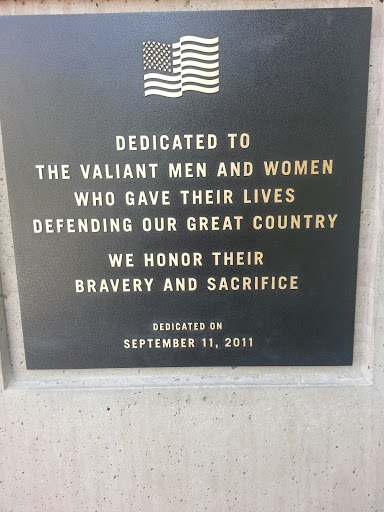 DEDICATED TO
THE VALIANT MEN AND WOMEN
WHO GAVE THEIR LIVES
DEFENDING OUR GREAT COUNTRY
WE HONOR THEIR
BRAVERY AND SACRIFICE
DEDICATED ON
SEPTEMBER 11, 2011